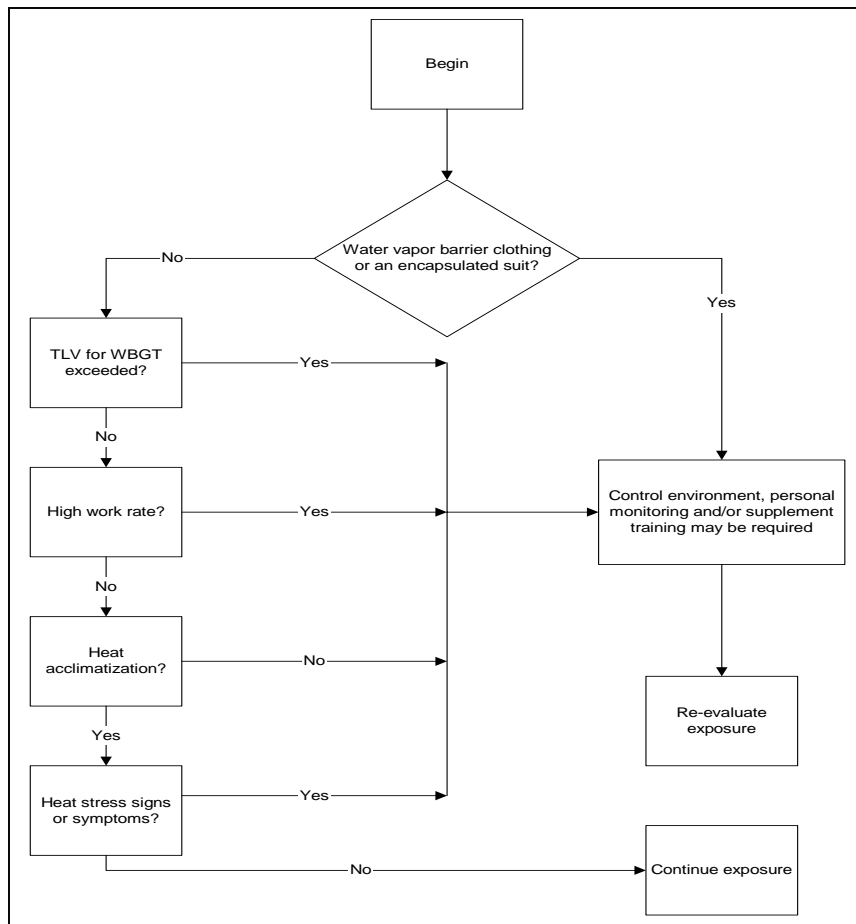 Begin
Water vapor barrier clothing
or an encapsulated suit?
No
Yes
TLV for WBGT
exceeded?
Yes
No
High work rate?
Yes
Control environment, personal
monitoring and/or supplement
training may be required
No
Heat
acclimatization?
No
Yes
Re-evaluate
exposure
Heat stress signs
or symptoms?
Yes
No
Continue exposure